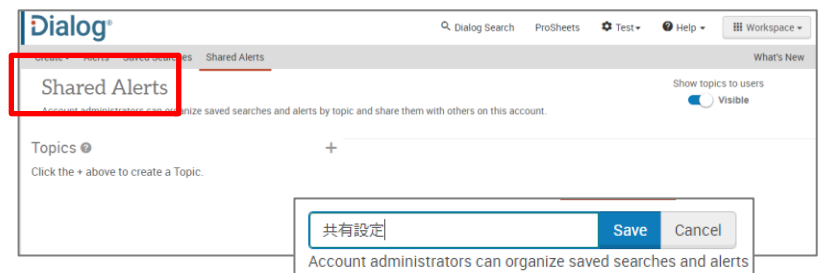 Dialog®
Dialog Search ProSheets Test Help Workspace
Create Alerts Saved Searches Shared Alerts What's New
Shared Alerts
Show topics to users
Visible
Account administrators can organize saved searches and alerts by topic and share them with others on this account.
Topics
Click the + above to create a Topic.
共有設定 Save Cancel
Account administrators can organize saved searches and alerts